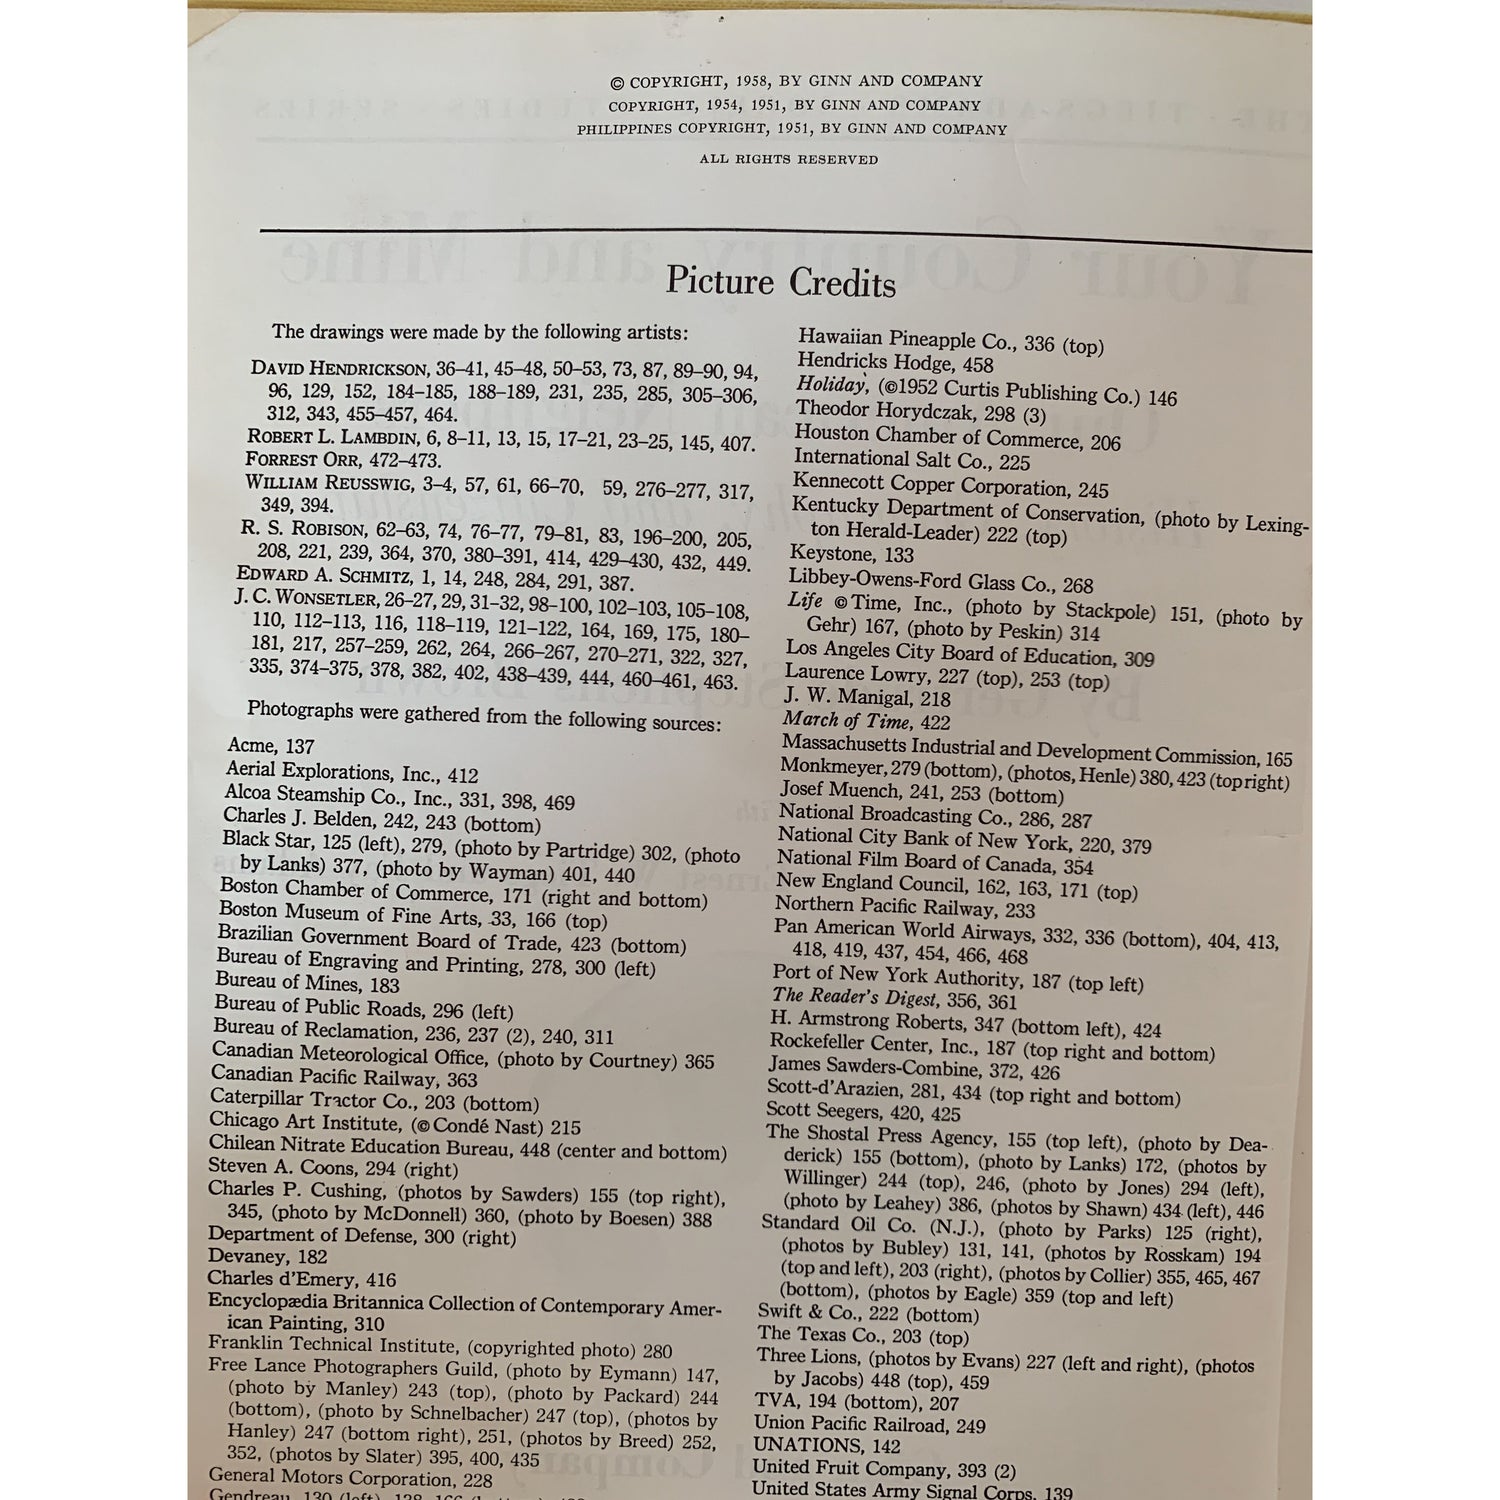 © COPYRIGHT, 1958, BY GINN AND COMPANY
COPYRIGHT, 1954, 1951, BY GINN AND COMPANY
PHILIPPINES COPYRIGHT, 1951, BY GINN AND COMPANY
ALL RIGHTS RESERVED
Picture Credits
The drawings were made by the following artists:
DAVID HENDRICKSON, 36–41, 45–48, 50–53, 73, 87, 89–90, 94,
96, 129, 152, 184–185, 188–189, 231, 235, 285, 305–306,
312, 343, 455–457, 464.
ROBERT L. LAMBDIN, 6, 8–11, 13, 15, 17–21, 23–25, 145, 407.
FORREST ORR, 472–473.
WILLIAM REUSSWIG, 3–4, 57, 61, 66–70, 59, 276–277, 317,
349, 394.
R. S. ROBISON, 62–63, 74, 76–77, 79–81, 83, 196–200, 205,
208, 221, 239, 364, 370, 380–391, 414, 429–430, 432, 449.
EDWARD A. SCHMITZ, 1, 14, 248, 284, 291, 387.
J. C. WONSETLER, 26–27, 29, 31–32, 98–100, 102–103, 105–108,
110, 112–113, 116, 118–119, 121–122, 164, 169, 175, 180–
181, 217, 257–259, 262, 264, 266–267, 270–271, 322, 327,
335, 374–375, 378, 382, 402, 438–439, 444, 460–461, 463.
Photographs were gathered from the following sources:
Acme, 137
Aerial Explorations, Inc., 412
Alcoa Steamship Co., Inc., 331, 398, 469
Charles J. Belden, 242, 243 (bottom)
Black Star, 125 (left), 279, (photo by Partridge) 302, (photo
by Lanks) 377, (photo by Wayman) 401, 440
Boston Chamber of Commerce, 171 (right and bottom)
Boston Museum of Fine Arts, 33, 166 (top)
Brazilian Government Board of Trade, 423 (bottom)
Bureau of Engraving and Printing, 278, 300 (left)
Bureau of Mines, 183
Bureau of Public Roads, 296 (left)
Bureau of Reclamation, 236, 237 (2), 240, 311
Canadian Meteorological Office, (photo by Courtney) 365
Canadian Pacific Railway, 363
Caterpillar Tractor Co., 203 (bottom)
Chicago Art Institute, (© Condé Nast) 215
Chilean Nitrate Education Bureau, 448 (center and bottom)
Steven A. Coons, 294 (right)
Charles P. Cushing, (photos by Sawders) 155 (top right),
345, (photo by McDonnell) 360, (photo by Boesen) 388
Department of Defense, 300 (right)
Devaney, 182
Charles d'Emery, 416
Encyclopædia Britannica Collection of Contemporary Amer-
ican Painting, 310
Franklin Technical Institute, (copyrighted photo) 280
Free Lance Photographers Guild, (photo by Eymann) 147,
(photo by Manley) 243 (top), (photo by Packard) 244
(bottom), (photo by Schnelbacher) 247 (top), (photos by
Hanley) 247 (bottom right), 251, (photos by Breed) 252,
352, (photos by Slater) 395, 400, 435
General Motors Corporation, 228
Gendreau, 130 (left),
Hawaiian Pineapple Co., 336 (top)
Hendricks Hodge, 458
Holiday, (©1952 Curtis Publishing Co.) 146
Theodor Horydczak, 298 (3)
Houston Chamber of Commerce, 206
International Salt Co., 225
Kennecott Copper Corporation, 245
Kentucky Department of Conservation, (photo by Lexing-
ton Herald-Leader) 222 (top)
Keystone, 133
Libbey-Owens-Ford Glass Co., 268
Life © Time, Inc., (photo by Stackpole) 151, (photo by
Gehr) 167, (photo by Peskin) 314
Los Angeles City Board of Education, 309
Laurence Lowry, 227 (top), 253 (top)
J. W. Manigal, 218
March of Time, 422
Massachusetts Industrial and Development Commission, 165
Monkmeyer, 279 (bottom), (photos, Henle) 380, 423 (top right)
Josef Muench, 241, 253 (bottom)
National Broadcasting Co., 286, 287
National City Bank of New York, 220, 379
National Film Board of Canada, 354
New England Council, 162, 163, 171 (top)
Northern Pacific Railway, 233
Pan American World Airways, 332, 336 (bottom), 404, 413,
418, 419, 437, 454, 466, 468
Port of New York Authority, 187 (top left)
The Reader's Digest, 356, 361
H. Armstrong Roberts, 347 (bottom left), 424
Rockefeller Center, Inc., 187 (top right and bottom)
James Sawders-Combine, 372, 426
Scott-d'Arazien, 281, 434 (top right and bottom)
Scott Seegers, 420, 425
The Shostal Press Agency, 155 (top left), (photo by Dea-
derick) 155 (bottom), (photo by Lanks) 172, (photos by
Willinger) 244 (top), 246, (photo by Jones) 294 (left),
(photo by Leahey) 386, (photos by Shawn) 434 (left), 446
Standard Oil Co. (N.J.), (photo by Parks) 125 (right),
(photos by Bubley) 131, 141, (photos by Rosskam) 194
(top and left), 203 (right), (photos by Collier) 355, 465, 467
(bottom), (photos by Eagle) 359 (top and left)
Swift & Co., 222 (bottom)
The Texas Co., 203 (top)
Three Lions, (photos by Evans) 227 (left and right), (photos
by Jacobs) 448 (top), 459
TVA, 194 (bottom), 207
Union Pacific Railroad, 249
UNATIONS, 142
United Fruit Company, 393 (2)
United States Army Signal Corps, 139